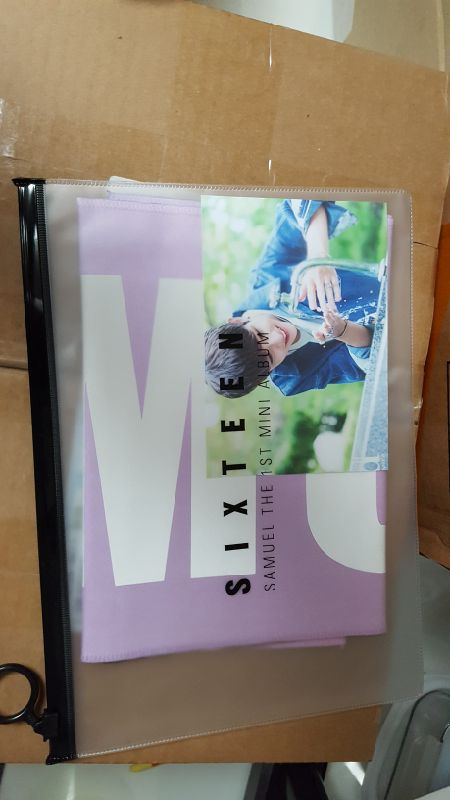 SIXTEEN
SAMUEL THE 1ST MINI ALBUM